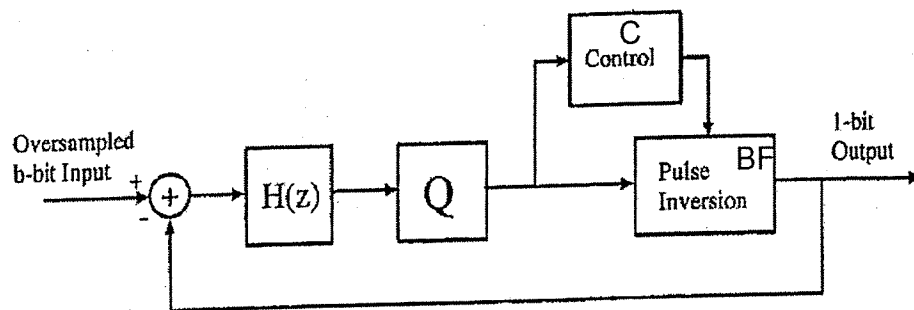 C
Control
Oversampled
b-bit Input
+
-
+
H(z)
Q
Pulse
Inversion
BF
1-bit
Output